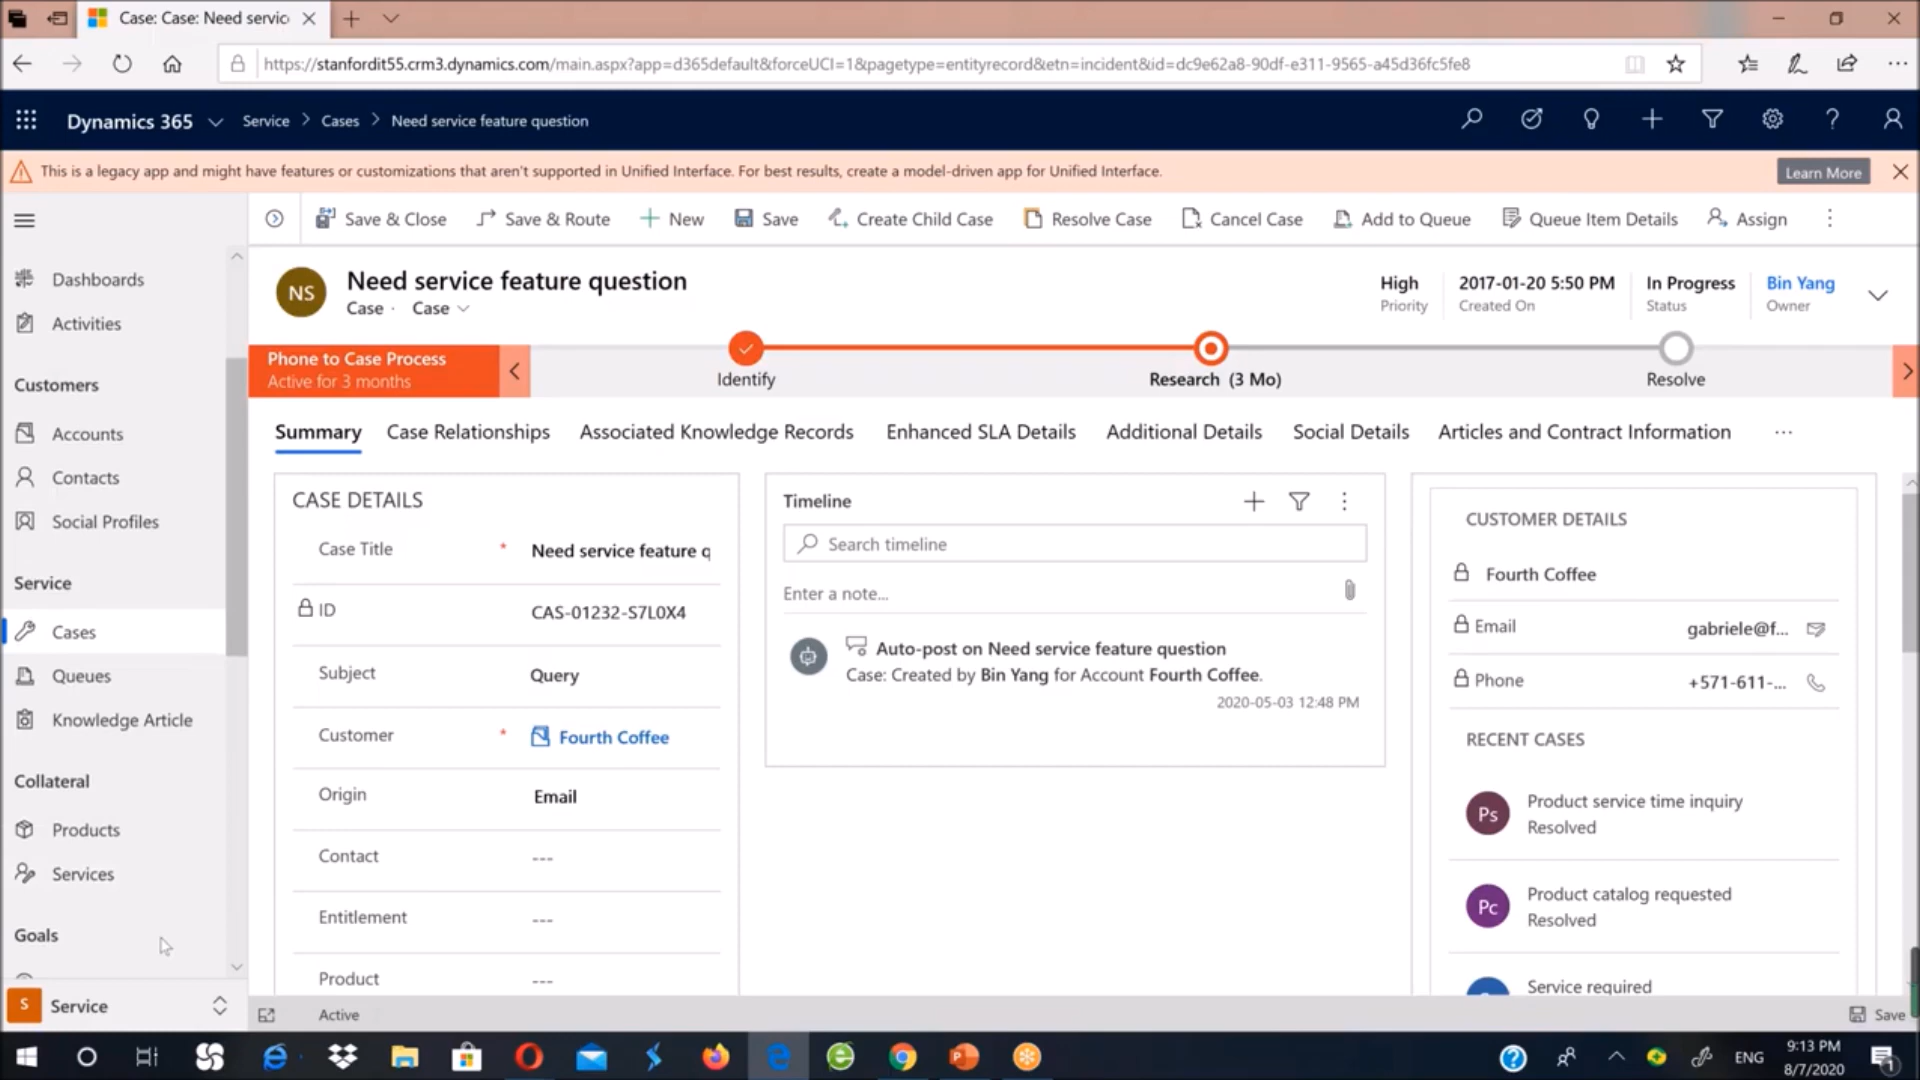 Case: Case: Need servic
https://stanfordit55.crm3.dynamics.com/main.aspx?app=d365default&forceUCI=1&pagetype=entityrecord&etn=incident&id=dc9e62a8-90df-e311-9565-a45d36fc5fe8
Dynamics 365
Service > Cases > Need service feature question
This is a legacy app and might have features or customizations that aren't supported in Unified Interface. For best results, create a model-driven app for Unified Interface.
Learn More
Save & Close
Save & Route
New
Save
Create Child Case
Resolve Case
Cancel Case
Add to Queue
Queue Item Details
Assign
Dashboards
Activities
Customers
Accounts
Contacts
Social Profiles
Service
Cases
Queues
Knowledge Article
Collateral
Products
Services
Goals
S
Service
NS
Need service feature question
Case · Case
High
Priority
2017-01-20 5:50 PM
Created On
In Progress
Status
Bin Yang
Owner
Phone to Case Process
Active for 3 months
Identify
Research (3 Mo)
Resolve
Summary
Case Relationships
Associated Knowledge Records
Enhanced SLA Details
Additional Details
Social Details
Articles and Contract Information
CASE DETAILS
Case Title * Need service feature q
ID CAS-01232-S7L0X4
Subject Query
Customer * Fourth Coffee
Origin Email
Contact ---
Entitlement ---
Product ---
Timeline
Search timeline
Enter a note...
Auto-post on Need service feature question
Case: Created by Bin Yang for Account Fourth Coffee.
2020-05-03 12:48 PM
CUSTOMER DETAILS
Fourth Coffee
Email gabriele@f...
Phone +571-611-...
RECENT CASES
Ps
Product service time inquiry
Resolved
Pc
Product catalog requested
Resolved
Service required
Active
Save
ENG
9:13 PM
8/7/2020
1